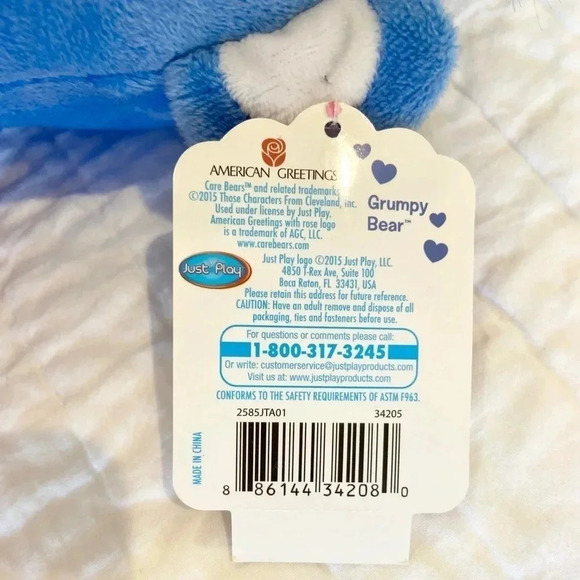 AMERICAN GREETINGS
Care Bears™ and related trademarks
©2015 Those Characters From Cleveland, Inc.
Used under license by Just Play.
American Greetings with rose logo
is a trademark of AGC, LLC.
www.carebears.com
Grumpy
Bear™
Just Play
Just Play logo ©2015 Just Play, LLC.
4850 T-Rex Ave, Suite 100
Boca Raton, FL 33431, USA
Please retain this address for future reference.
CAUTION: Have an adult remove and dispose of all
packaging, ties and fasteners before use.
For questions or comments please call:
1-800-317-3245
Or write: customerservice@justplayproducts.com
Visit us at: www.justplayproducts.com
CONFORMS TO THE SAFETY REQUIREMENTS OF ASTM F963.
2585JTA01 34205
MADE IN CHINA
8 86144 34208 0